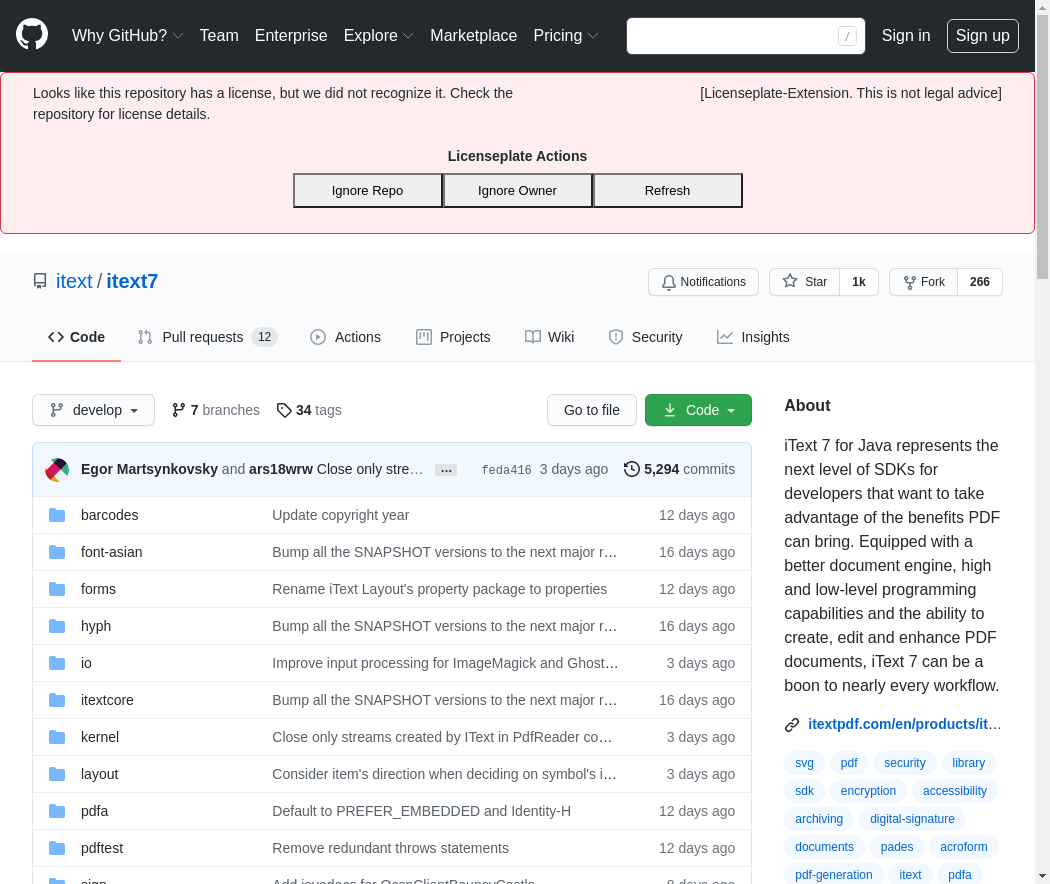 Why GitHub? Team Enterprise Explore Marketplace Pricing / Sign in Sign up
Looks like this repository has a license, but we did not recognize it. Check the
repository for license details.
[Licenseplate-Extension. This is not legal advice]
Licenseplate Actions
Ignore Repo Ignore Owner Refresh
itext / itext7
Notifications Star 1k Fork 266
Code Pull requests 12 Actions Projects Wiki Security Insights
develop 7 branches 34 tags Go to file Code
Egor Martsynkovsky and ars18wrw Close only stre… … feda416 3 days ago 5,294 commits
barcodes Update copyright year 12 days ago
font-asian Bump all the SNAPSHOT versions to the next major r… 16 days ago
forms Rename iText Layout's property package to properties 12 days ago
hyph Bump all the SNAPSHOT versions to the next major r… 16 days ago
io Improve input processing for ImageMagick and Ghost… 3 days ago
itextcore Bump all the SNAPSHOT versions to the next major r… 16 days ago
kernel Close only streams created by IText in PdfReader co… 3 days ago
layout Consider item's direction when deciding on symbol's i… 3 days ago
pdfa Default to PREFER_EMBEDDED and Identity-H 12 days ago
pdftest Remove redundant throws statements 12 days ago
sign Add javadocs for OcspClientBouncyCastle 8 days ago
About
iText 7 for Java represents the
next level of SDKs for
developers that want to take
advantage of the benefits PDF
can bring. Equipped with a
better document engine, high
and low-level programming
capabilities and the ability to
create, edit and enhance PDF
documents, iText 7 can be a
boon to nearly every workflow.
itextpdf.com/en/products/it…
svg pdf security library
sdk encryption accessibility
archiving digital-signature
documents pades acroform
pdf-generation itext pdfa